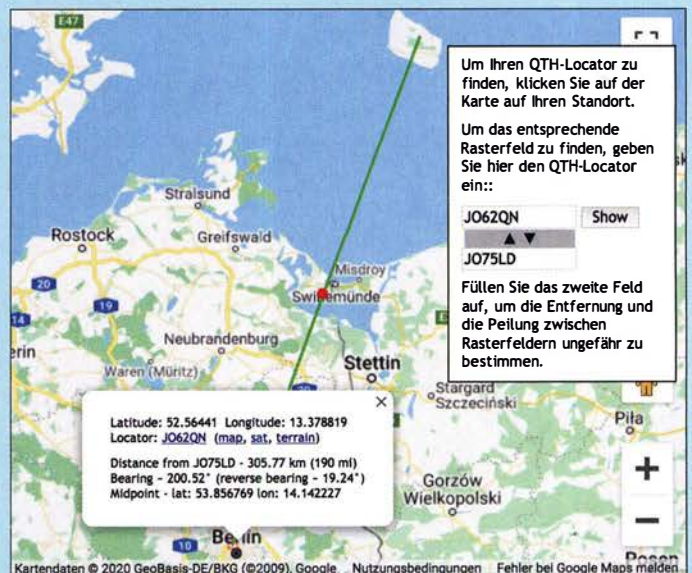 E47
Um Ihren QTH-Locator zu
finden, klicken Sie auf der
Karte auf Ihren Standort.
Um das entsprechende
Rasterfeld zu finden, geben
Sie hier den QTH-Locator
ein::
JO62QN Show
▲ ▼
JO75LD
Füllen Sie das zweite Feld
auf, um die Entfernung und
die Peilung zwischen
Rasterfeldern ungefähr zu
bestimmen.
Stralsund
Rostock
Greifswald
Misdroy
Swinemünde
20
19
14
erin
Neubrandenburg
Waren (Müritz)
20
Stettin
Stargard
Szczeciński
Piła
×
Latitude: 52.56441 Longitude: 13.378819
Locator: JO62QN (map, sat, terrain)
Distance from JO75LD - 305.77 km (190 mi)
Bearing - 200.52° (reverse bearing - 19.24°)
Midpoint - lat: 53.856769 lon: 14.142227
Gorzów
Wielkopolski
+
−
10
Berlin
Posen
Kartendaten © 2020 GeoBasis-DE/BKG (©2009), Google Nutzungsbedingungen Fehler bei Google Maps melden